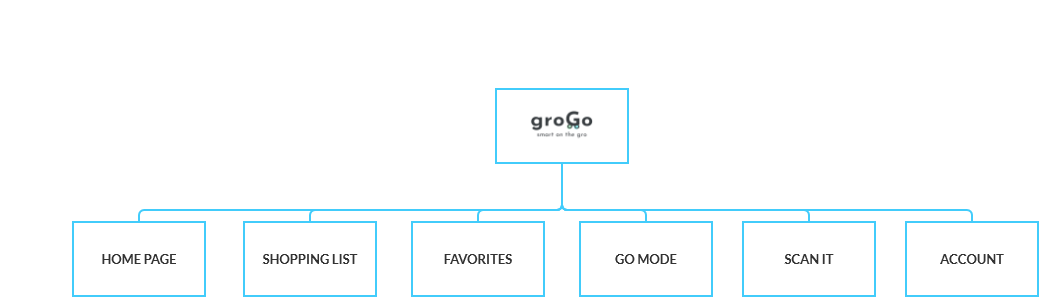 groGo
smart on the gro
HOME PAGE
SHOPPING LIST
FAVORITES
GO MODE
SCAN IT
ACCOUNT